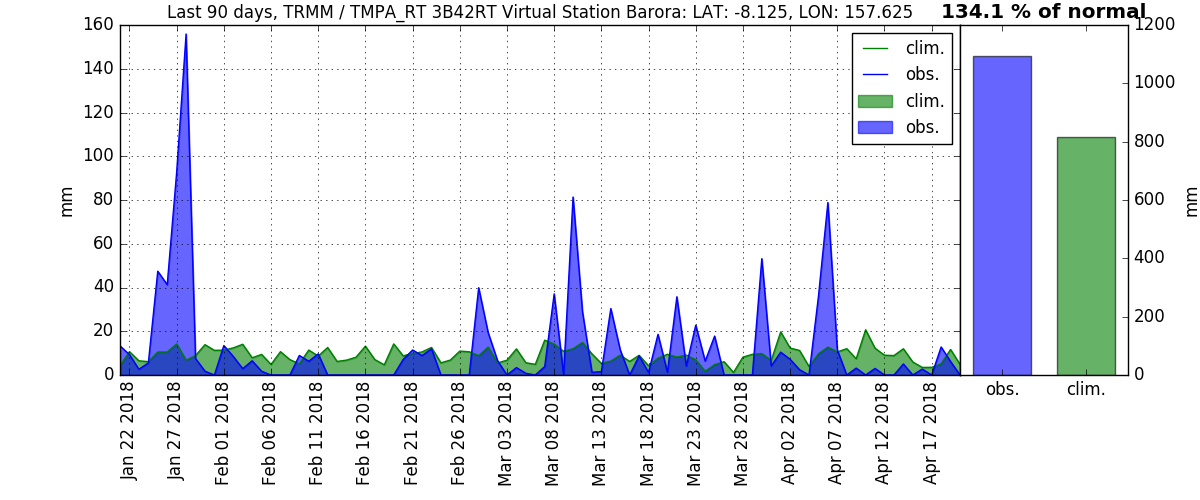 Last 90 days, TRMM / TMPA_RT 3B42RT Virtual Station Barora: LAT: -8.125, LON: 157.625
134.1 % of normal
160
140
120
100
80
60
40
20
0
mm
clim.
obs.
clim.
obs.
Jan 22 2018
Jan 27 2018
Feb 01 2018
Feb 06 2018
Feb 11 2018
Feb 16 2018
Feb 21 2018
Feb 26 2018
Mar 03 2018
Mar 08 2018
Mar 13 2018
Mar 18 2018
Mar 23 2018
Mar 28 2018
Apr 02 2018
Apr 07 2018
Apr 12 2018
Apr 17 2018
obs.
clim.
1200
1000
800
600
400
200
0
mm